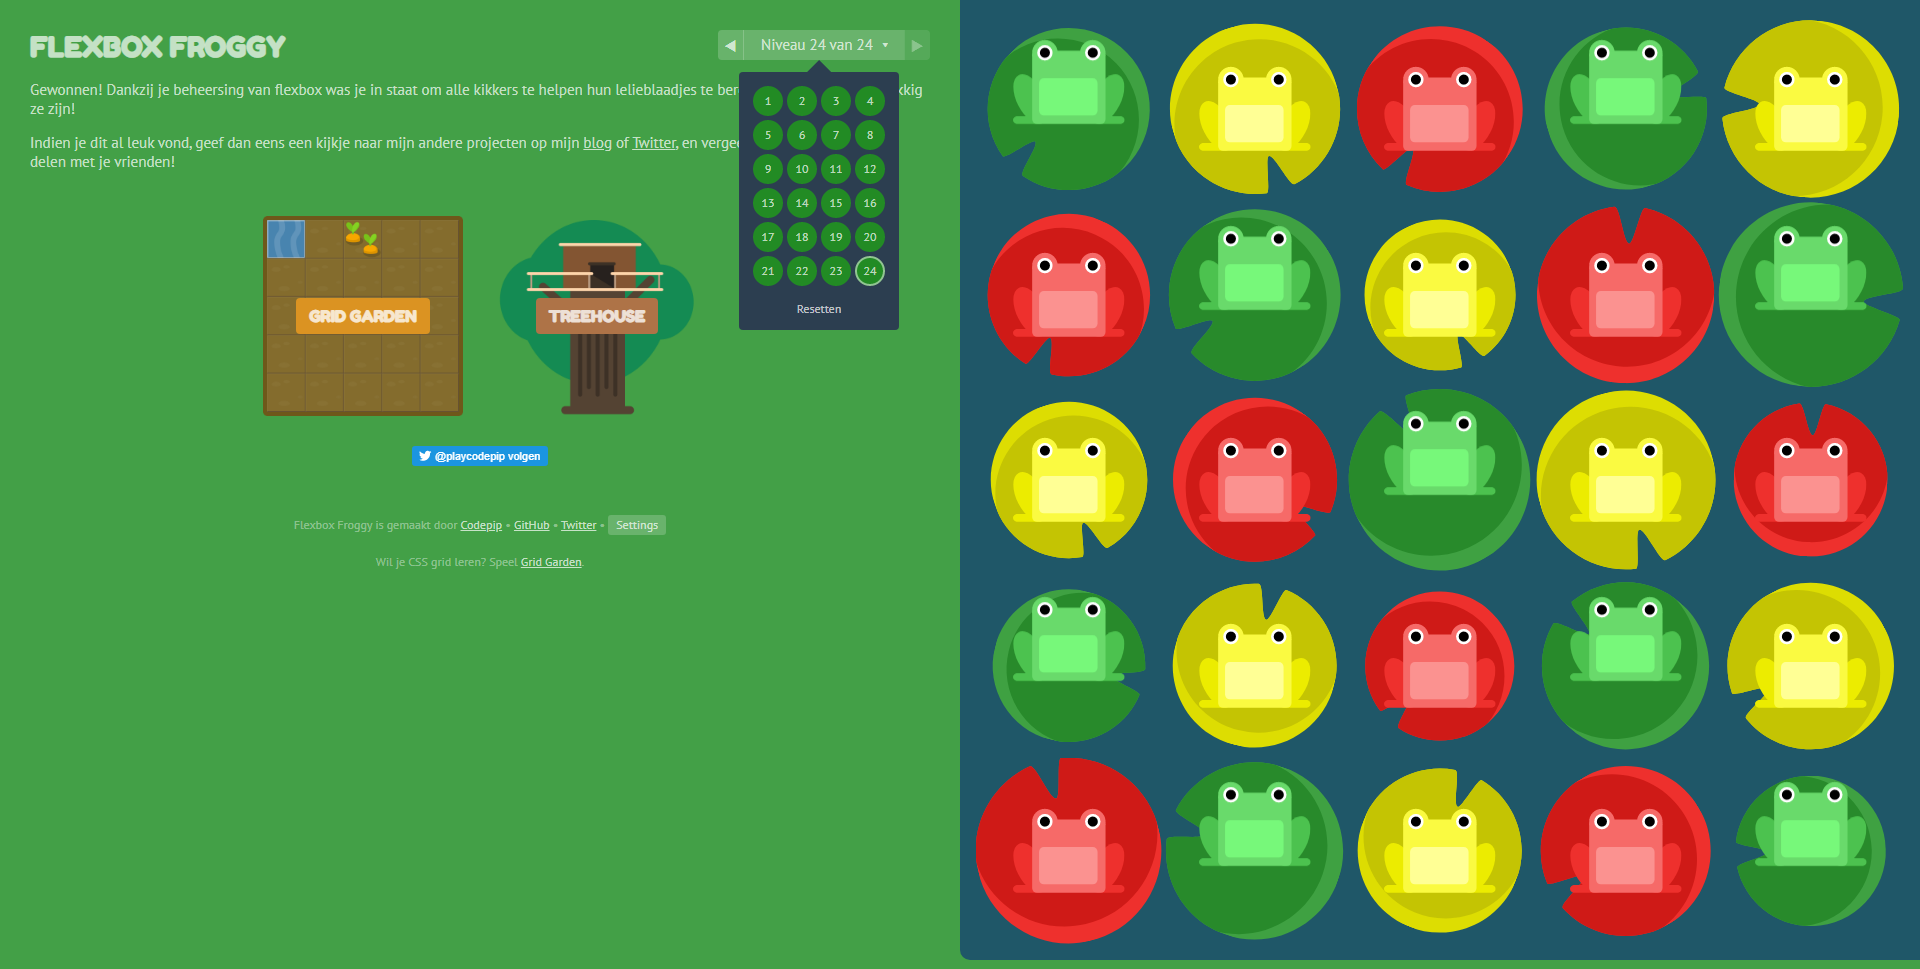 FLEXBOX FROGGY
◀ Niveau 24 van 24 ▾ ▶
Gewonnen! Dankzij je beheersing van flexbox was je in staat om alle kikkers te helpen hun lelieblaadjes te
ze zijn!
Indien je dit al leuk vond, geef dan eens een kijkje naar mijn andere projecten op mijn blog of Twitter, en
delen met je vrienden!
1 2 3 4
5 6 7 8
9 10 11 12
13 14 15 16
17 18 19 20
21 22 23 24
Resetten
GRID GARDEN
TREEHOUSE
@playcodepip volgen
Flexbox Froggy is gemaakt door Codepip • GitHub • Twitter • Settings
Wil je CSS grid leren? Speel Grid Garden.